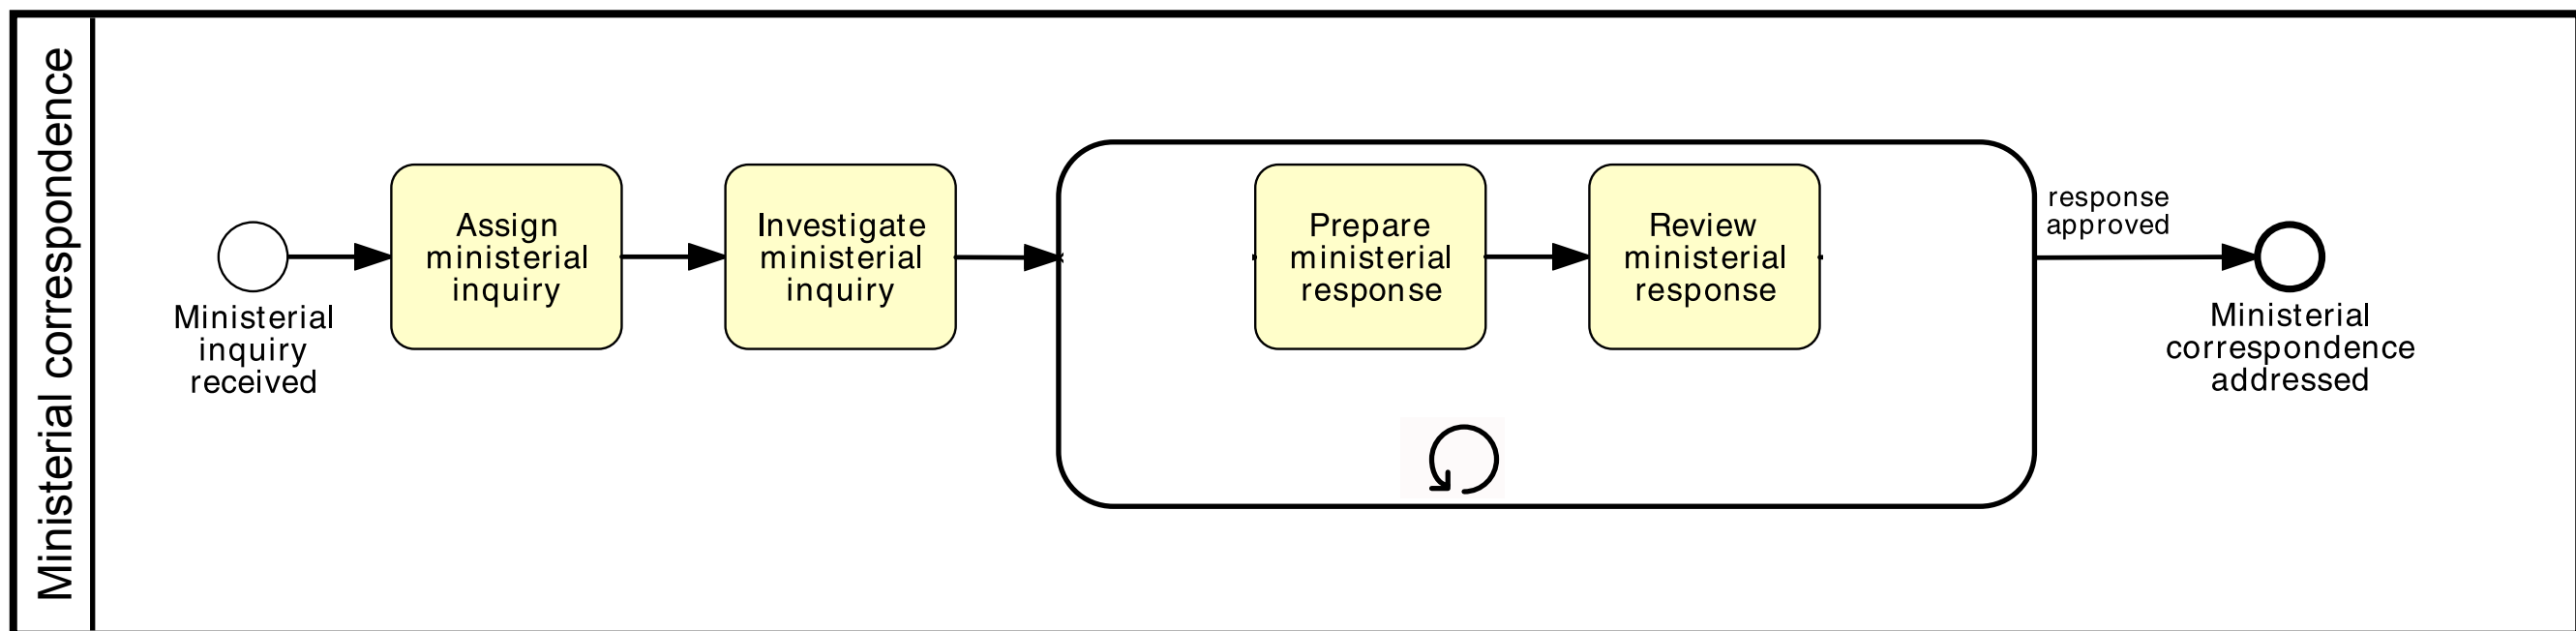 Ministerial correspondence
Ministerial
inquiry
received
Assign
ministerial
inquiry
Investigate
ministerial
inquiry
Prepare
ministerial
response
Review
ministerial
response
response
approved
Ministerial
correspondence
addressed